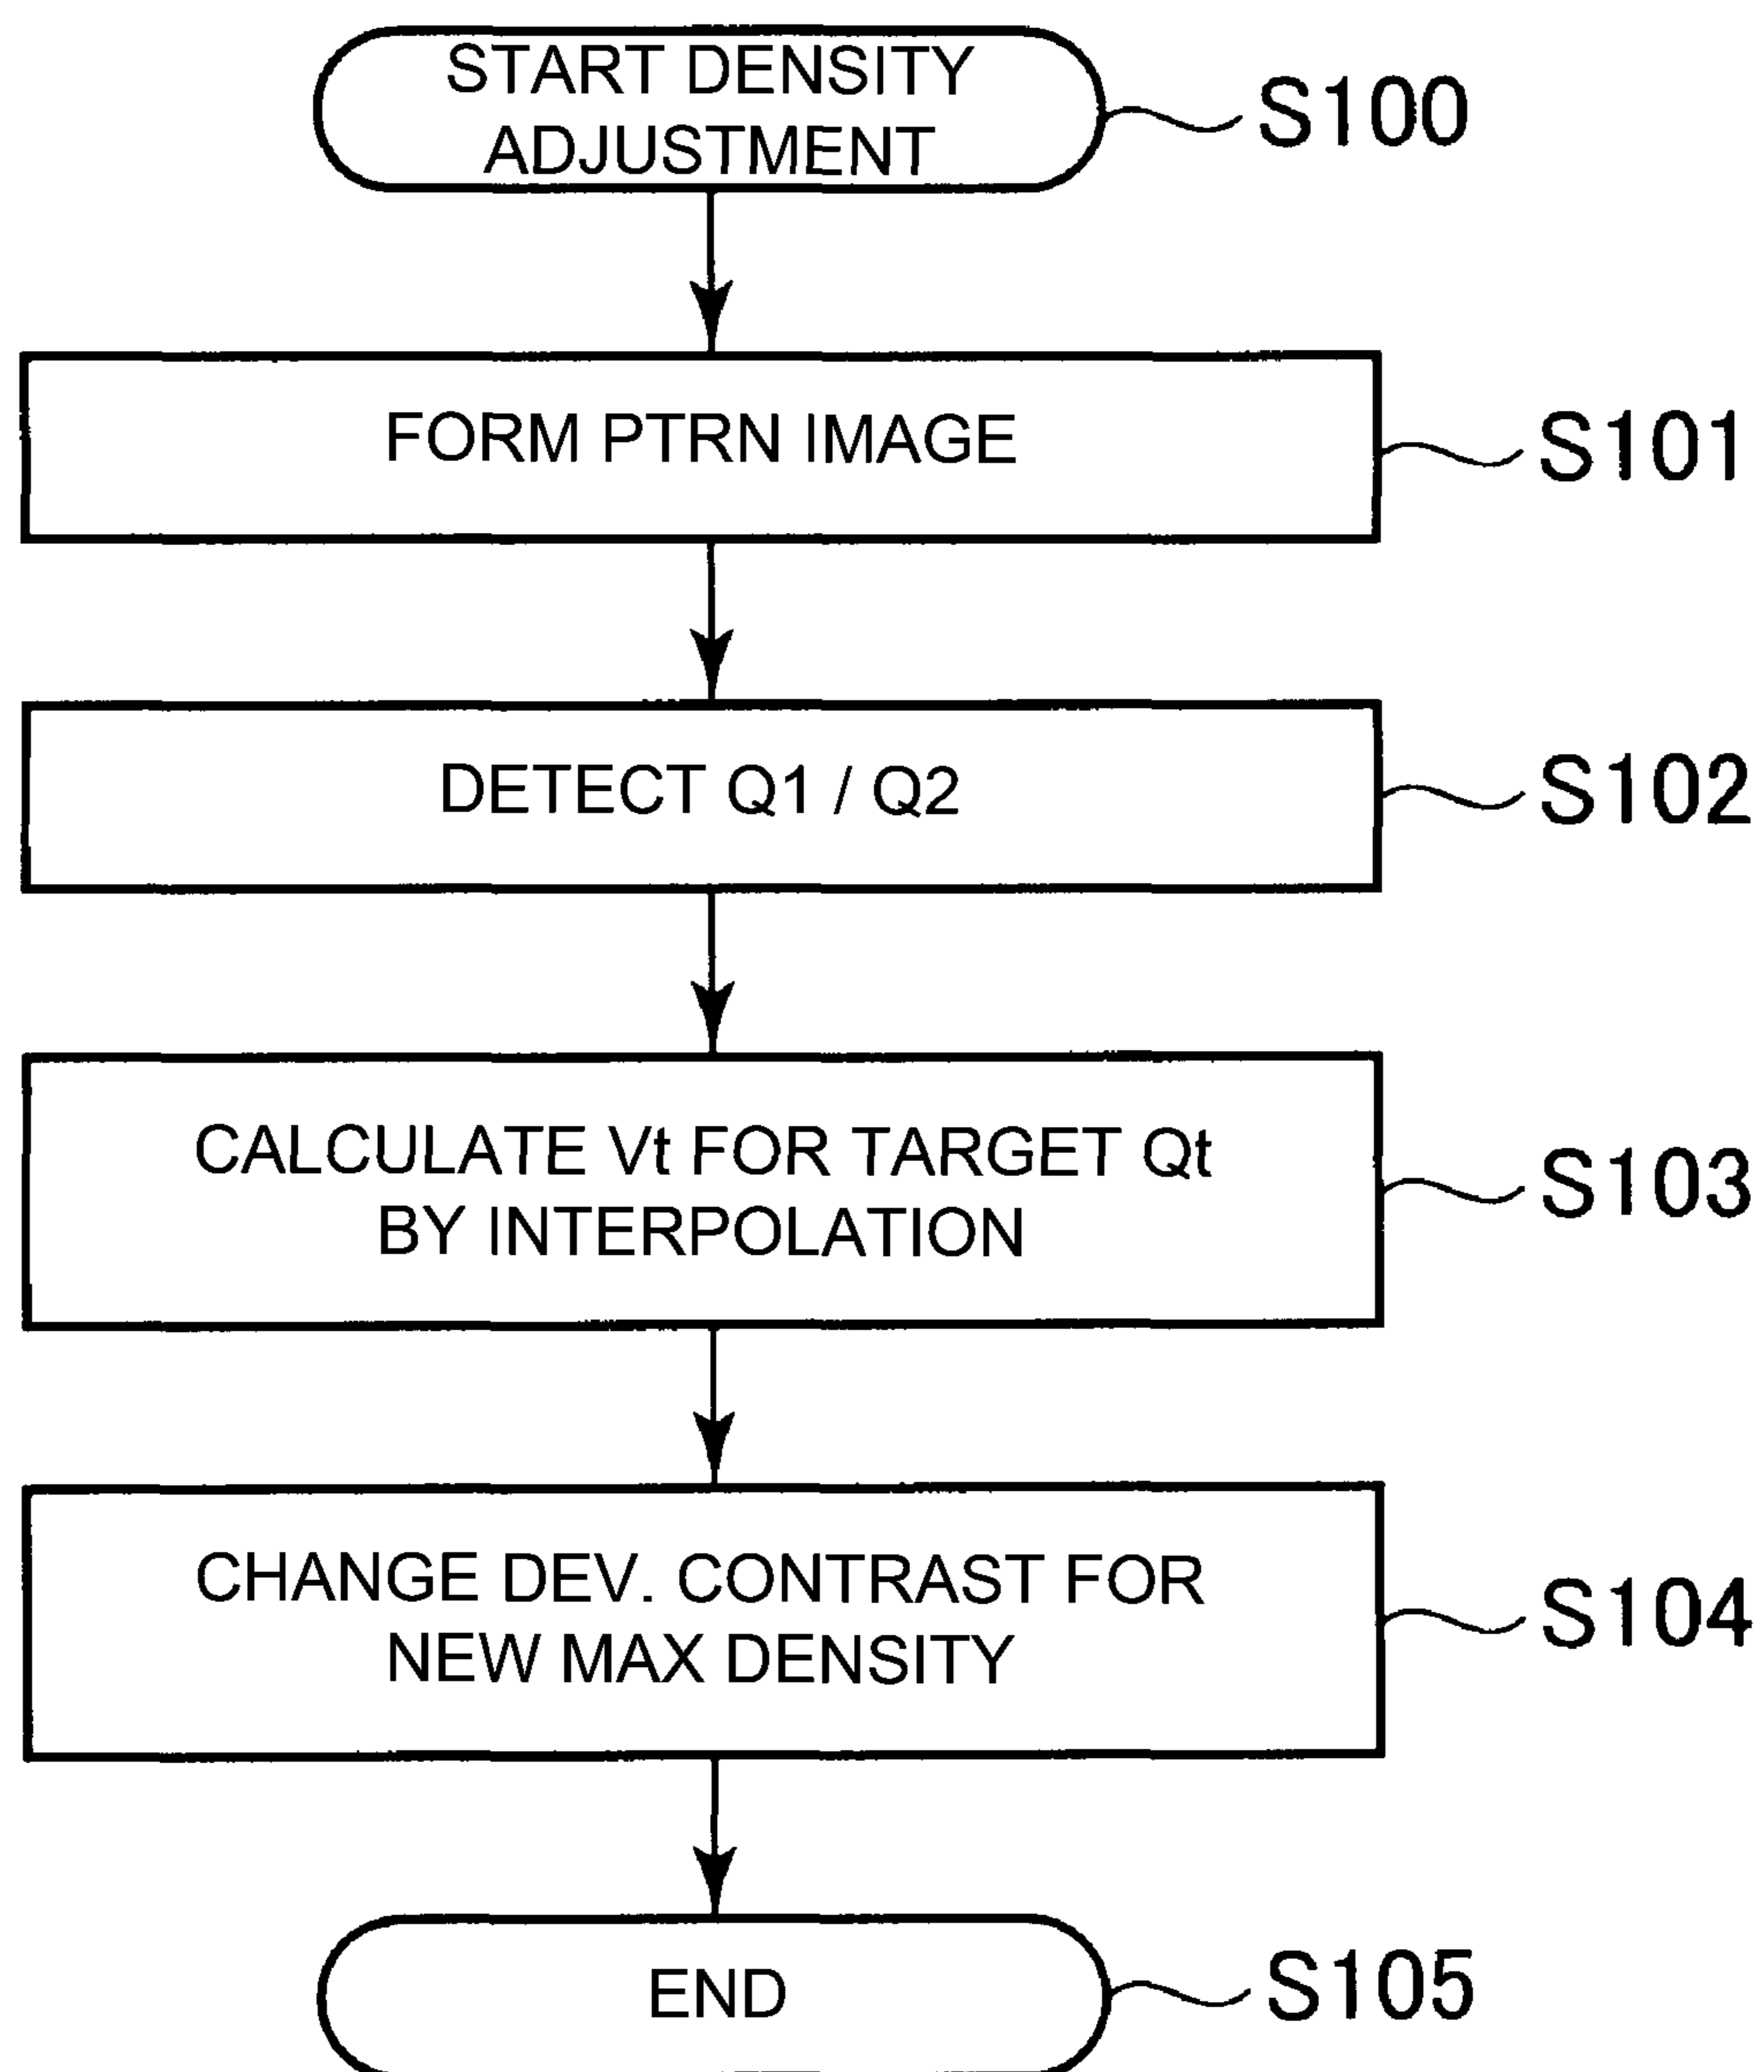 START DENSITY
ADJUSTMENT
S100
FORM PTRN IMAGE
S101
DETECT Q1 / Q2
S102
CALCULATE Vt FOR TARGET Qt
BY INTERPOLATION
S103
CHANGE DEV. CONTRAST FOR
NEW MAX DENSITY
S104
END
S105